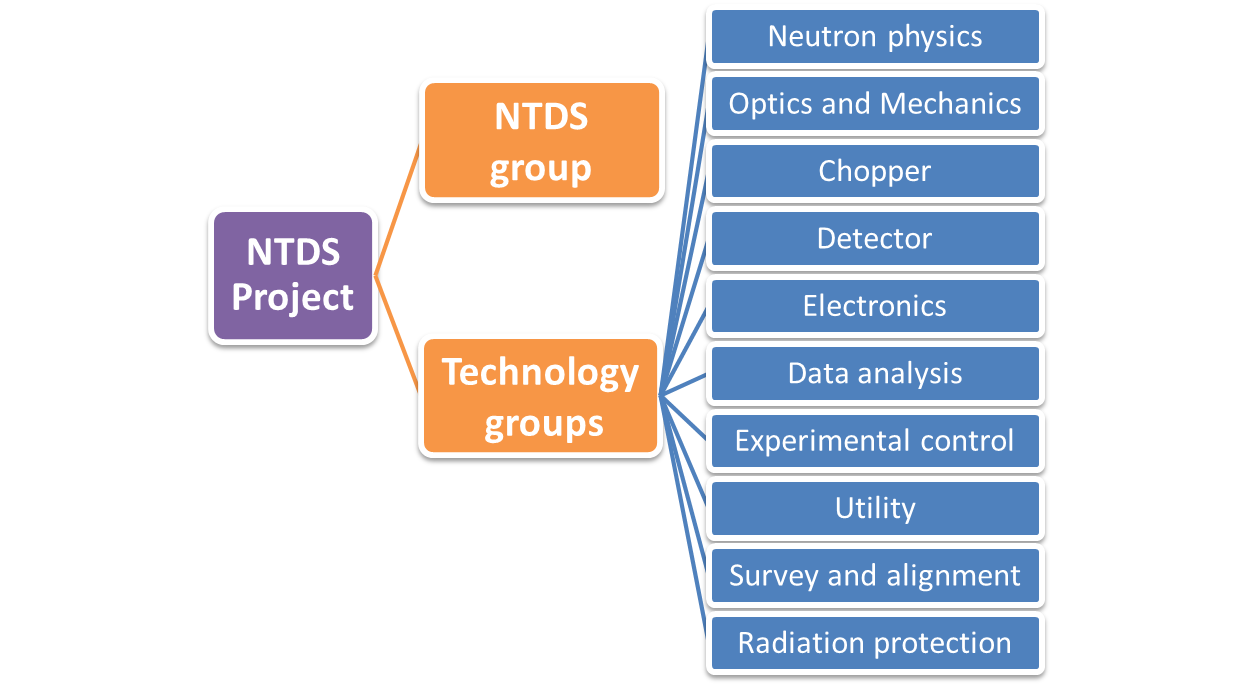 NTDS
Project
NTDS
group
Technology
groups
Neutron physics
Optics and Mechanics
Chopper
Detector
Electronics
Data analysis
Experimental control
Utility
Survey and alignment
Radiation protection